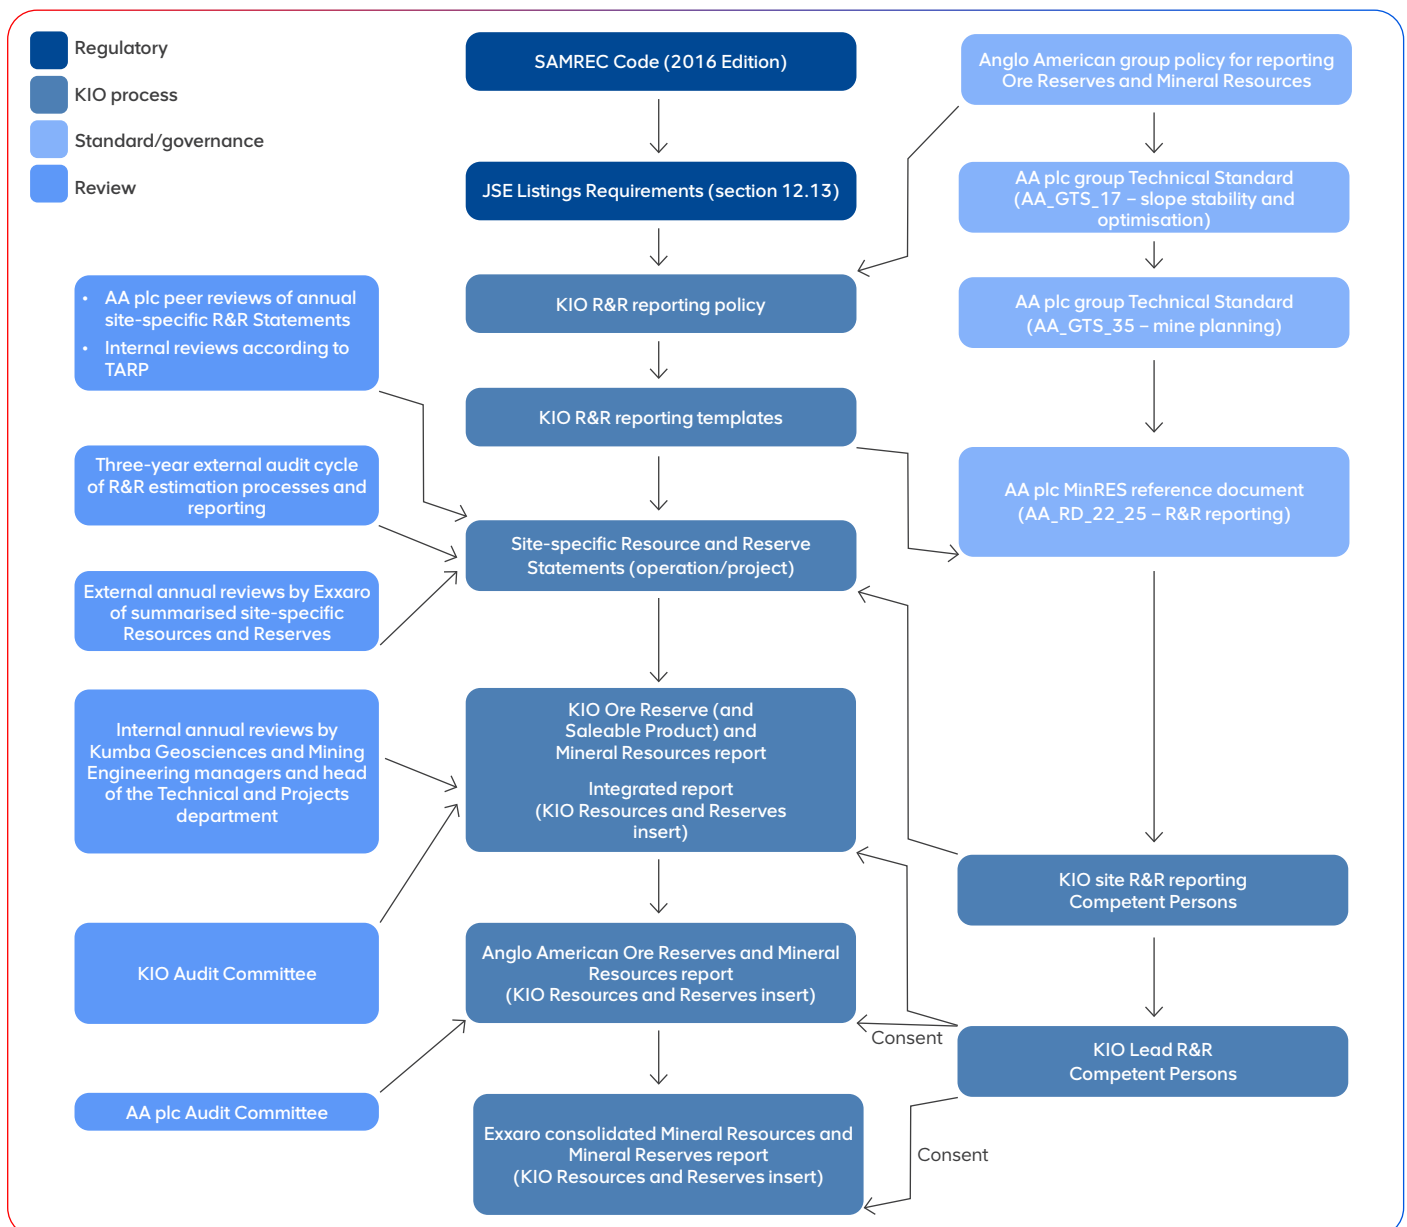 Regulatory
KIO process
Standard/governance
Review
SAMREC Code (2016 Edition)
JSE Listings Requirements (section 12.13)
KIO R&R reporting policy
KIO R&R reporting templates
Site-specific Resource and Reserve
Statements (operation/project)
KIO Ore Reserve (and
Saleable Product) and
Mineral Resources report
Integrated report
(KIO Resources and Reserves
insert)
Anglo American Ore Reserves and Mineral
Resources report
(KIO Resources and Reserves insert)
Exxaro consolidated Mineral Resources and
Mineral Reserves report
(KIO Resources and Reserves insert)
• AA plc peer reviews of annual
site-specific R&R Statements
• Internal reviews according to
TARP
Three-year external audit cycle
of R&R estimation processes and
reporting
External annual reviews by Exxaro
of summarised site-specific
Resources and Reserves
Internal annual reviews by
Kumba Geosciences and Mining
Engineering managers and head
of the Technical and Projects
department
KIO Audit Committee
AA plc Audit Committee
Anglo American group policy for reporting
Ore Reserves and Mineral Resources
AA plc group Technical Standard
(AA_GTS_17 – slope stability and
optimisation)
AA plc group Technical Standard
(AA_GTS_35 – mine planning)
AA plc MinRES reference document
(AA_RD_22_25 – R&R reporting)
KIO site R&R reporting
Competent Persons
KIO Lead R&R
Competent Persons
Consent
Consent